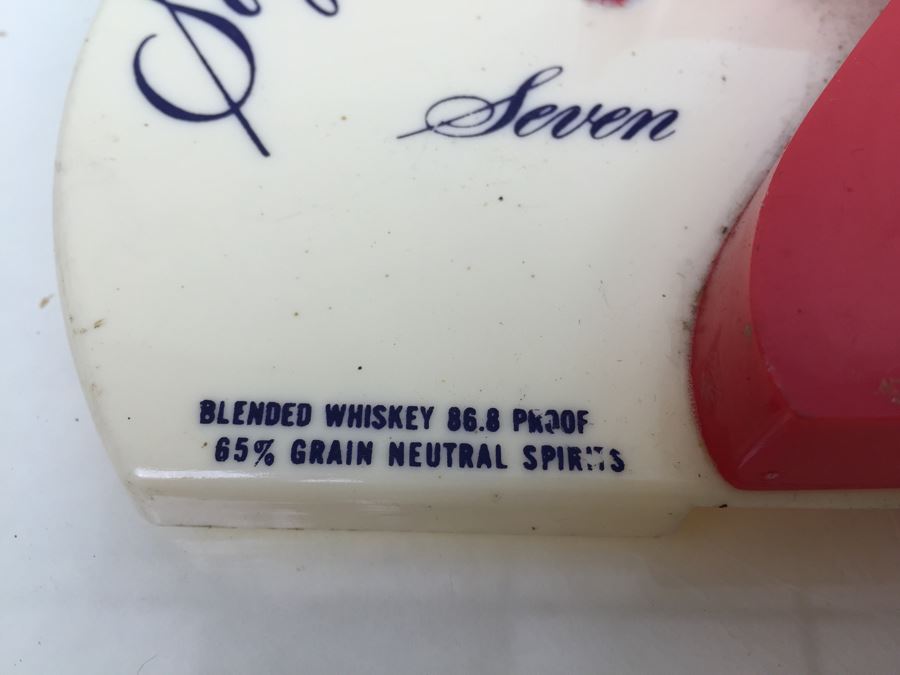 Seven
BLENDED WHISKEY 86.8 PROOF
65% GRAIN NEUTRAL SPIRITS